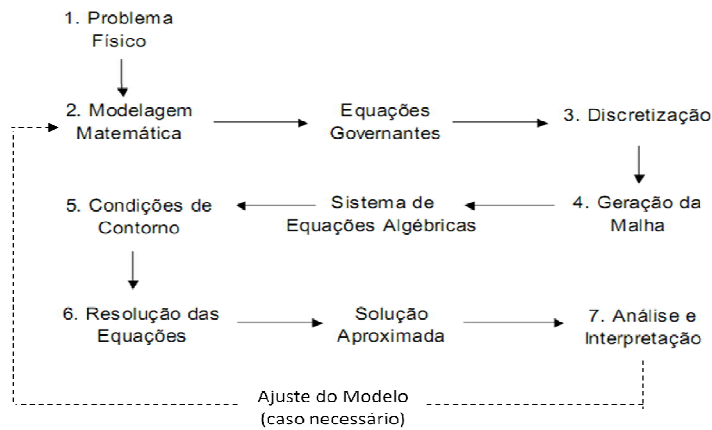 1. Problema
Físico
2. Modelagem
Matemática
Equações
Governantes
3. Discretização
4. Geração da
Malha
Sistema de
Equações Algébricas
5. Condições de
Contorno
6. Resolução das
Equações
Solução
Aproximada
7. Análise e
Interpretação
Ajuste do Modelo
(caso necessário)